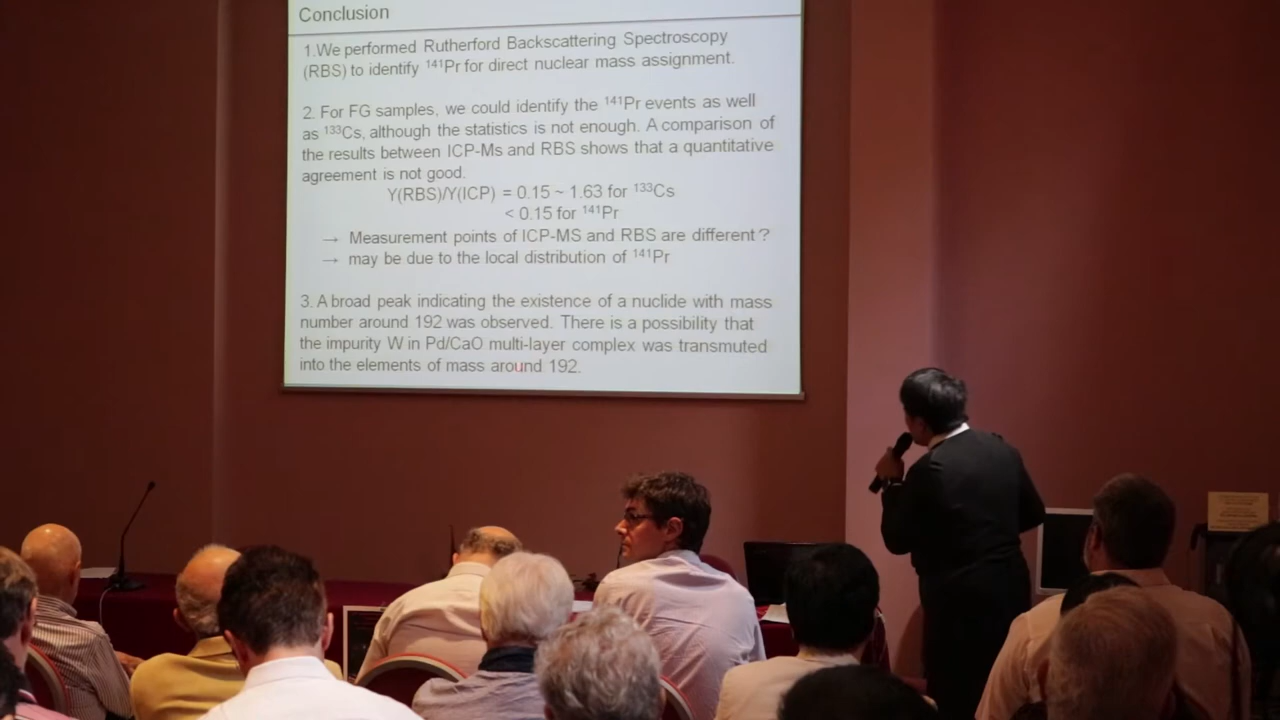 Conclusion
1.We performed Rutherford Backscattering Spectroscopy
(RBS) to identify ¹⁴¹Pr for direct nuclear mass assignment.
2. For FG samples, we could identify the ¹⁴¹Pr events as well
as ¹³³Cs, although the statistics is not enough. A comparison of
the results between ICP-Ms and RBS shows that a quantitative
agreement is not good.
Y(RBS)/Y(ICP) = 0.15 ~ 1.63 for ¹³³Cs
< 0.15 for ¹⁴¹Pr
→ Measurement points of ICP-MS and RBS are different？
→ may be due to the local distribution of ¹⁴¹Pr
3. A broad peak indicating the existence of a nuclide with mass
number around 192 was observed. There is a possibility that
the impurity W in Pd/CaO multi-layer complex was transmuted
into the elements of mass around 192.